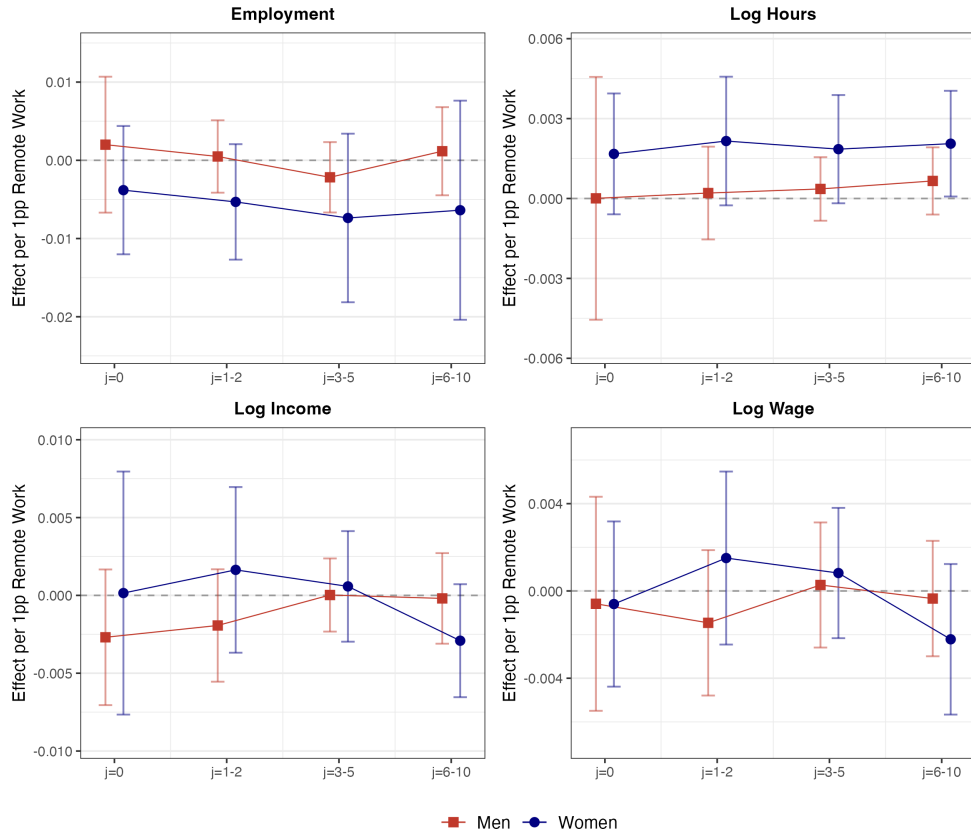 Employment
Effect per 1pp Remote Work
0.01
0.00
-0.01
-0.02
j=0 j=1-2 j=3-5 j=6-10
Log Hours
Effect per 1pp Remote Work
0.006
0.003
0.000
-0.003
-0.006
j=0 j=1-2 j=3-5 j=6-10
Log Income
Effect per 1pp Remote Work
0.010
0.005
0.000
-0.005
-0.010
j=0 j=1-2 j=3-5 j=6-10
Log Wage
Effect per 1pp Remote Work
0.004
0.000
-0.004
j=0 j=1-2 j=3-5 j=6-10
Men Women